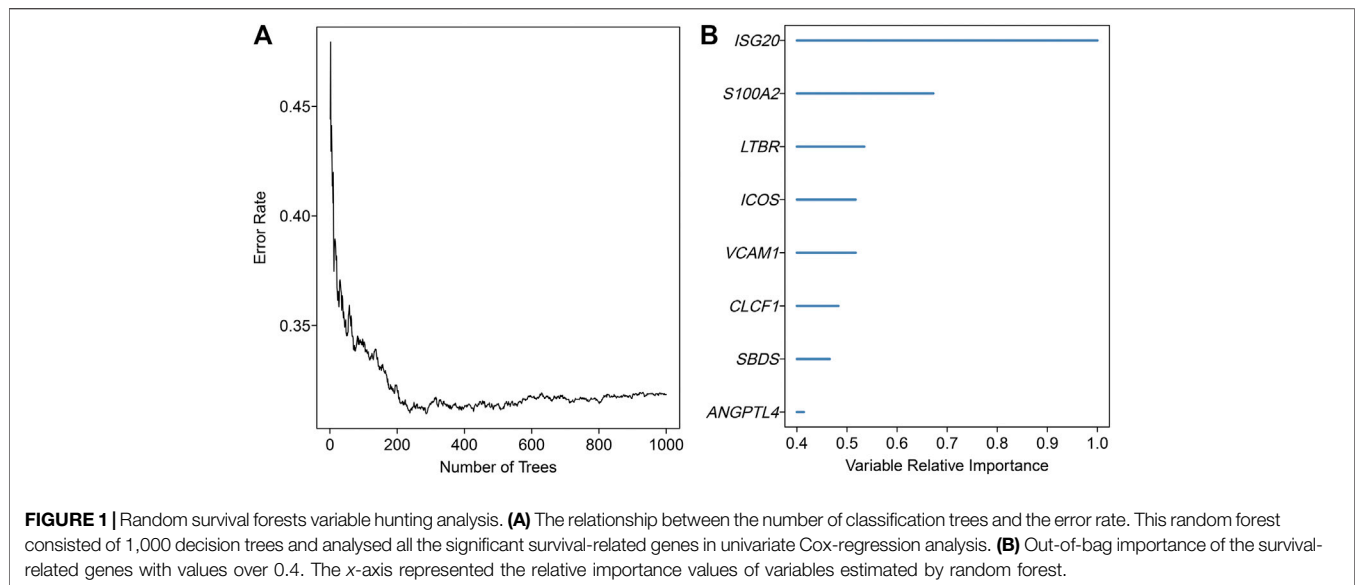 A
0.45
0.40
0.35
Error Rate
0 200 400 600 800 1000
Number of Trees
B
ISG20
S100A2
LTBR
ICOS
VCAM1
CLCF1
SBDS
ANGPTL4
0.4 0.5 0.6 0.7 0.8 0.9 1.0
Variable Relative Importance
FIGURE 1 | Random survival forests variable hunting analysis. (A) The relationship between the number of classification trees and the error rate. This random forest
consisted of 1,000 decision trees and analysed all the significant survival-related genes in univariate Cox-regression analysis. (B) Out-of-bag importance of the survival-
related genes with values over 0.4. The x-axis represented the relative importance values of variables estimated by random forest.